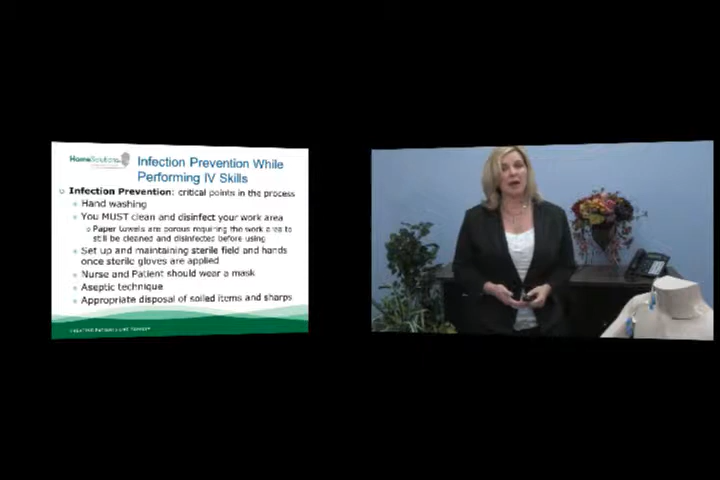 HomeSolutions
Infection Prevention While
Performing IV Skills
Infection Prevention: critical points in the process
Hand washing
You MUST clean and disinfect your work area
Paper towels are porous requiring the work area to
still be cleaned and disinfected before using
Set up and maintaining sterile field and hands
once sterile gloves are applied
Nurse and Patient should wear a mask
Aseptic technique
Appropriate disposal of soiled items and sharps